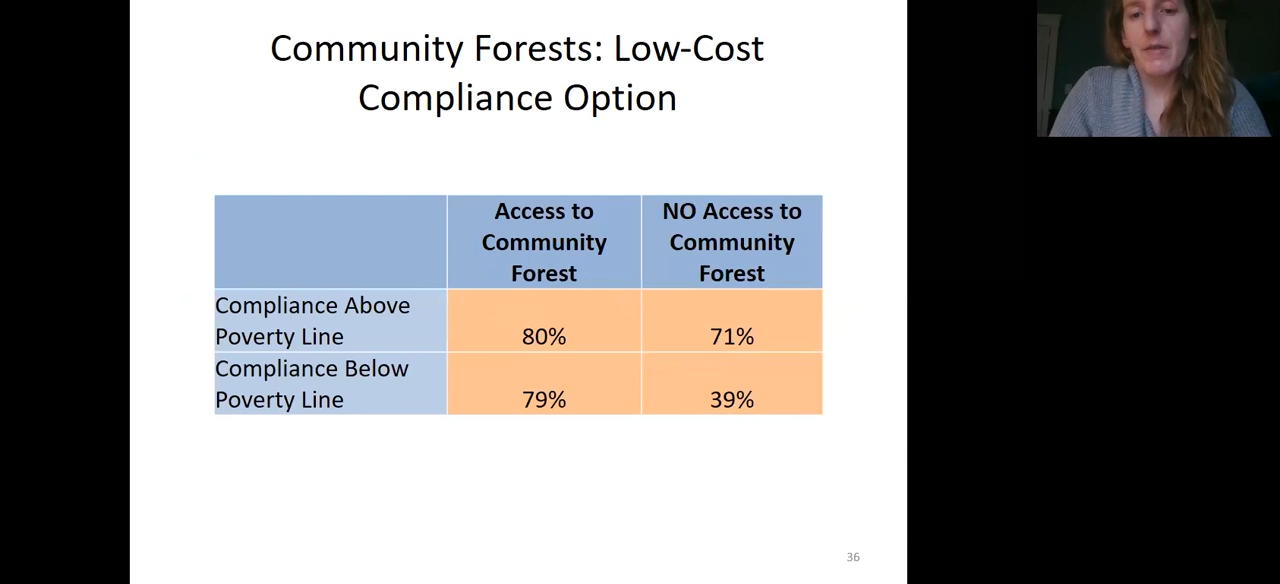 Community Forests: Low-Cost
Compliance Option
Access to
Community
Forest
NO Access to
Community
Forest
Compliance Above
Poverty Line
80%
71%
Compliance Below
Poverty Line
79%
39%
36